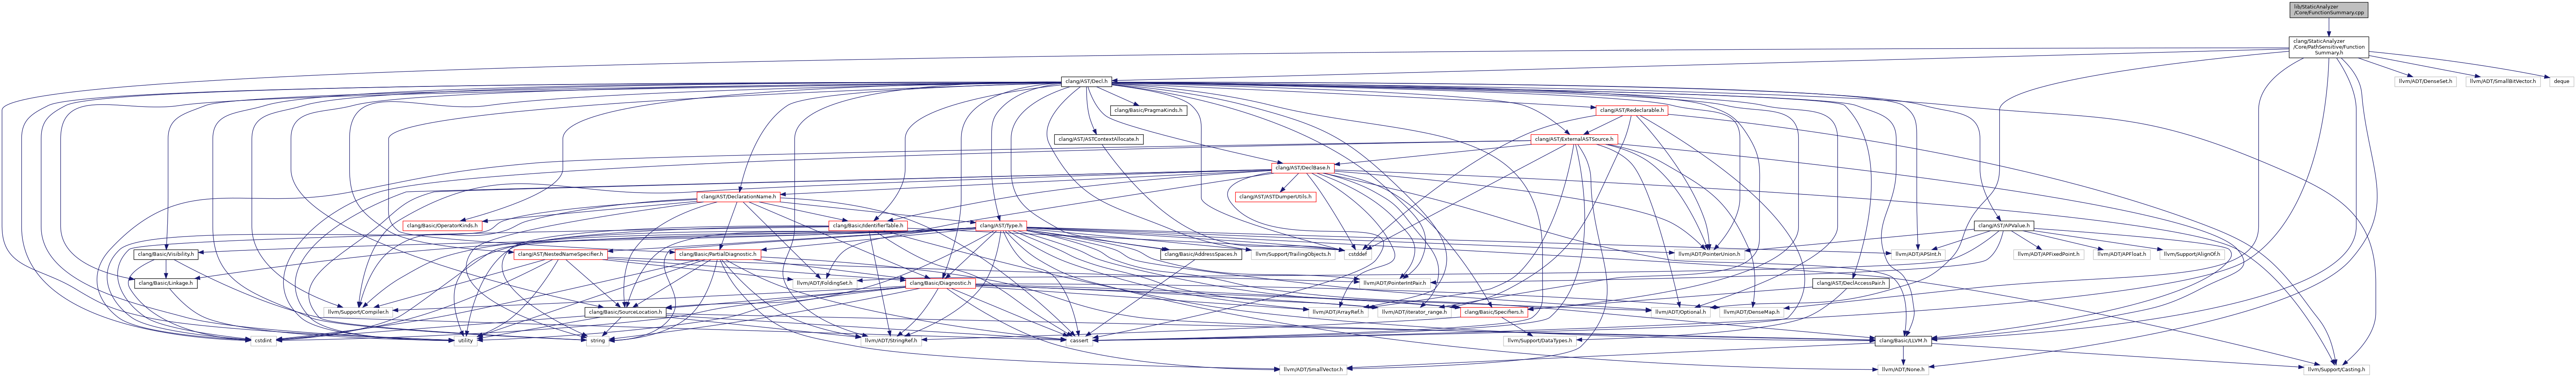 lib/StaticAnalyzer
/Core/FunctionSummary.cpp
clang/StaticAnalyzer
/Core/PathSensitive/Function
Summary.h
clang/AST/Decl.h
llvm/ADT/DenseSet.h
llvm/ADT/SmallBitVector.h
deque
clang/Basic/PragmaKinds.h
clang/AST/Redeclarable.h
clang/AST/ASTContextAllocate.h
clang/AST/ExternalASTSource.h
clang/AST/DeclBase.h
clang/AST/DeclarationName.h
clang/AST/ASTDumperUtils.h
clang/Basic/OperatorKinds.h
clang/Basic/IdentifierTable.h
clang/AST/Type.h
clang/AST/APValue.h
clang/Basic/Visibility.h
clang/AST/NestedNameSpecifier.h
clang/Basic/PartialDiagnostic.h
clang/Basic/AddressSpaces.h
llvm/Support/TrailingObjects.h
cstddef
llvm/ADT/PointerUnion.h
llvm/ADT/APSInt.h
llvm/ADT/APFixedPoint.h
llvm/ADT/APFloat.h
llvm/Support/AlignOf.h
clang/Basic/Linkage.h
llvm/ADT/FoldingSet.h
clang/Basic/Diagnostic.h
llvm/ADT/PointerIntPair.h
clang/AST/DeclAccessPair.h
llvm/Support/Compiler.h
clang/Basic/SourceLocation.h
llvm/ADT/ArrayRef.h
llvm/ADT/iterator_range.h
clang/Basic/Specifiers.h
llvm/ADT/Optional.h
llvm/ADT/DenseMap.h
cstdint
utility
string
llvm/ADT/StringRef.h
cassert
llvm/Support/DataTypes.h
clang/Basic/LLVM.h
llvm/ADT/SmallVector.h
llvm/ADT/None.h
llvm/Support/Casting.h